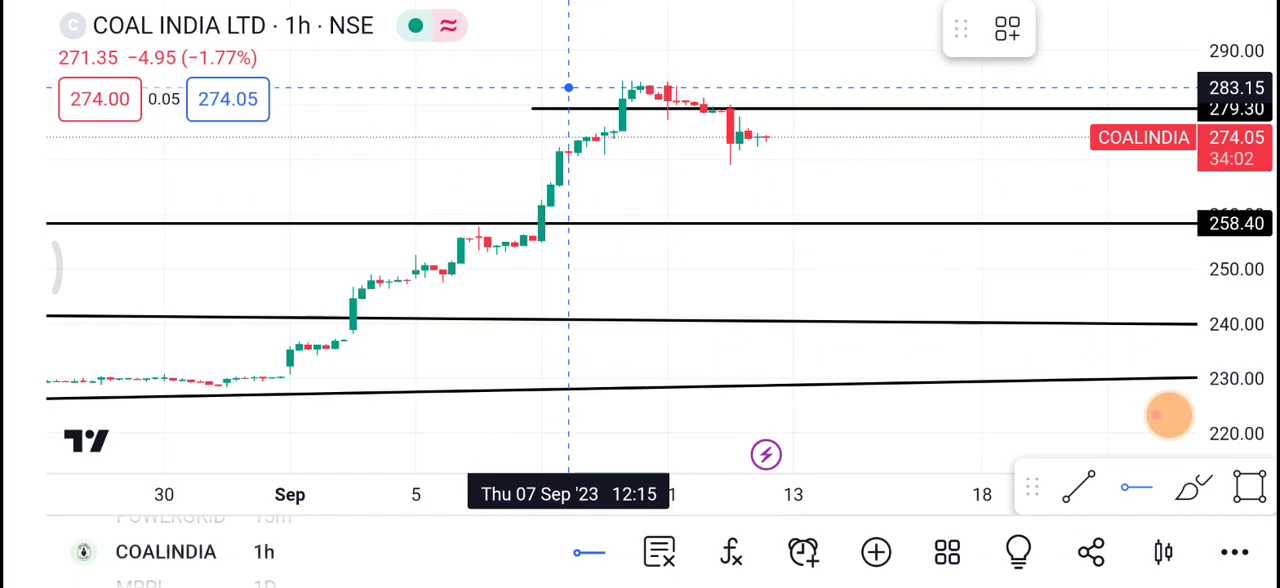 C COAL INDIA LTD · 1h · NSE
271.35 −4.95 (−1.77%)
274.00 0.05 274.05
290.00
283.15
279.30
COALINDIA 274.05
34:02
258.40
250.00
240.00
230.00
220.00
30 Sep 5 Thu 07 Sep '23 12:15 13 18
POWERGRID 15m
COALINDIA 1h